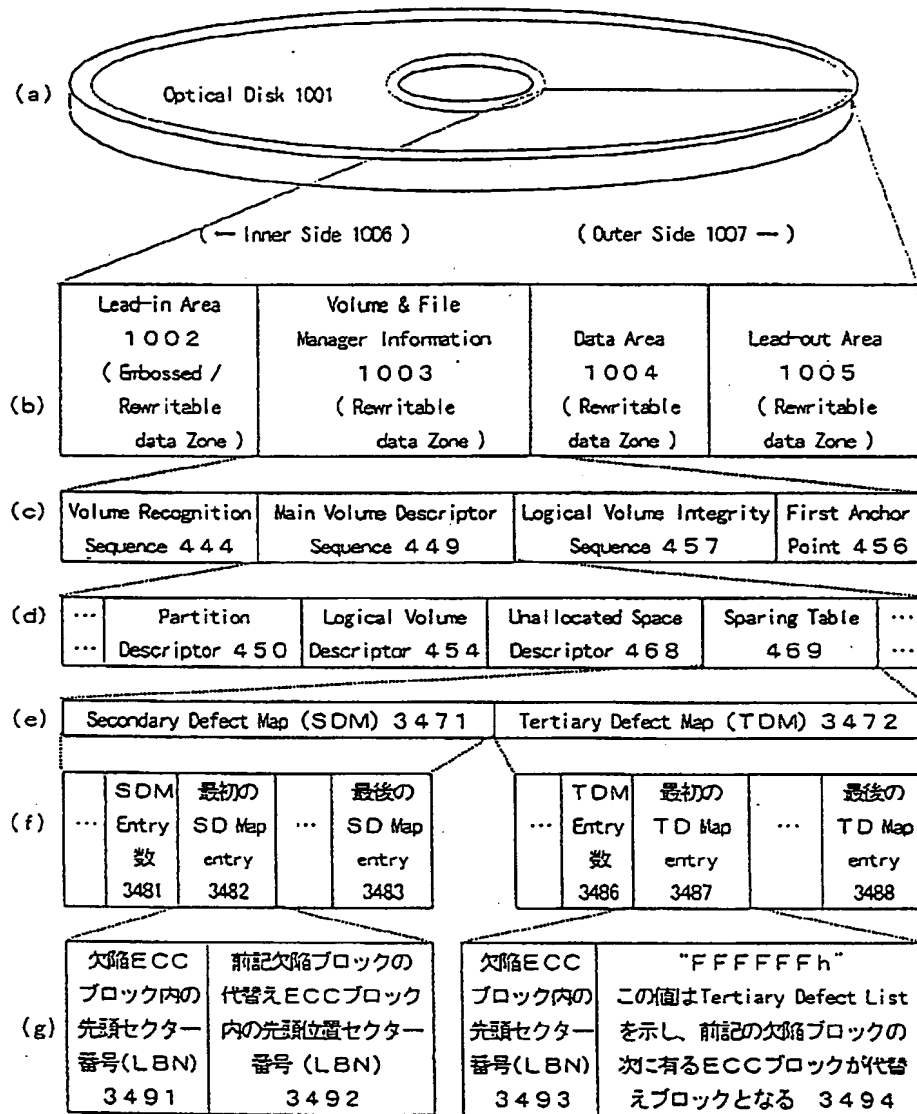 (a)
Optical Disk 1001
(← Inner Side 1006 )
( Outer Side 1007 → )
(b)
Lead-in Area
1002
( Embossed /
Rewritable
data Zone )
Volume & File
Manager Information
1003
( Rewritable
data Zone )
Data Area
1004
( Rewritable
data Zone )
Lead-out Area
1005
( Rewritable
data Zone )
(c)
Volume Recognition
Sequence 444
Main Volume Descriptor
Sequence 449
Logical Volume Integrity
Sequence 457
First Anchor
Point 456
(d)
…
…
Partition
Descriptor 450
Logical Volume
Descriptor 454
Unallocated Space
Descriptor 468
Sparing Table
469
…
…
(e)
Secondary Defect Map (SDM) 3471
Tertiary Defect Map (TDM) 3472
(f)
…
SDM
Entry
数
3481
最初の
SD Map
entry
3482
…
最後の
SD Map
entry
3483
…
TDM
Entry
数
3486
最初の
TD Map
entry
3487
…
最後の
TD Map
entry
3488
(g)
欠陥ECC
ブロック内の
先頭セクター
番号(LBN)
3491
前記欠陥ブロックの
代替えECCブロック
内の先頭位置セクター
番号 (LBN)
3492
欠陥ECC
ブロック内の
先頭セクター
番号(LBN)
3493
"FFFFFFh"
この値はTertiary Defect List
を示し、前記の欠陥ブロックの
次に有るECCブロックが代替
えブロックとなる 3494